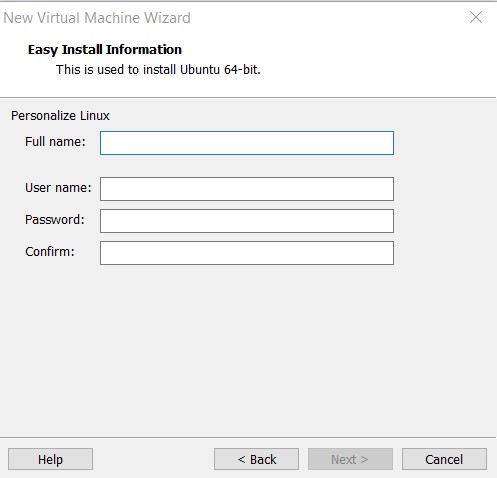 New Virtual Machine Wizard
Easy Install Information
This is used to install Ubuntu 64-bit.
Personalize Linux
Full name:
User name:
Password:
Confirm:
Help
< Back
Next >
Cancel